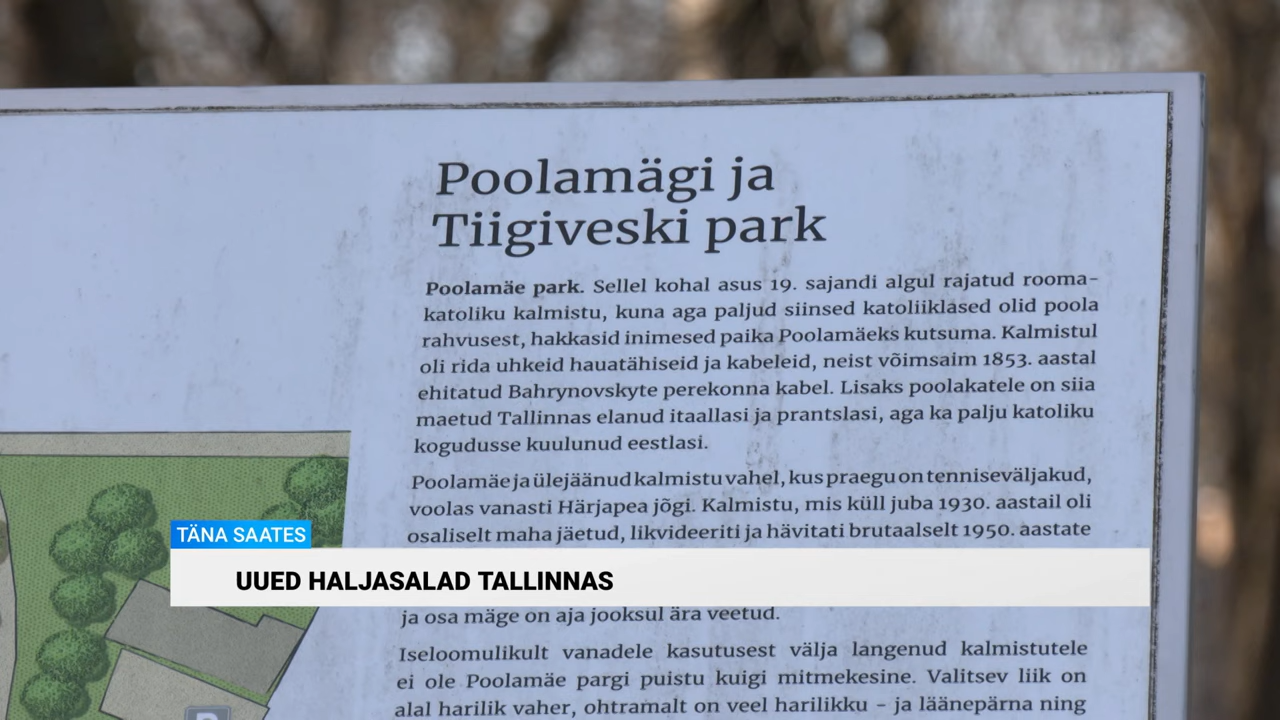 Poolamägi ja
Tiigiveski park
Poolamäe park. Sellel kohal asus 19. sajandi algul rajatud rooma-
katoliku kalmistu, kuna aga paljud siinsed katoliiklased olid poola
rahvusest, hakkasid inimesed paika Poolamäeks kutsuma. Kalmistul
oli rida uhkeid hauatähiseid ja kabeleid, neist võimsaim 1853. aastal
ehitatud Bahrynovskyte perekonna kabel. Lisaks poolakatele on siia
maetud Tallinnas elanud itaallasi ja prantslasi, aga ka palju katoliku
kogudusse kuulunud eestlasi.
Poolamäe ja ülejäänud kalmistu vahel, kus praegu on tenniseväljakud,
voolas vanasti Härjapea jõgi. Kalmistu, mis küll juba 1930. aastail oli
osaliselt maha jäetud, likvideeriti ja hävitati brutaalselt 1950. aastate
TÄNA SAATES
UUED HALJASALAD TALLINNAS
ja osa mäge on aja jooksul ära veetud.
Iseloomulikult vanadele kasutusest välja langenud kalmistutele
ei ole Poolamäe pargi puistu kuigi mitmekesine. Valitsev liik on
alal harilik vaher, ohtramalt on veel harilikku - ja läänepärna ning